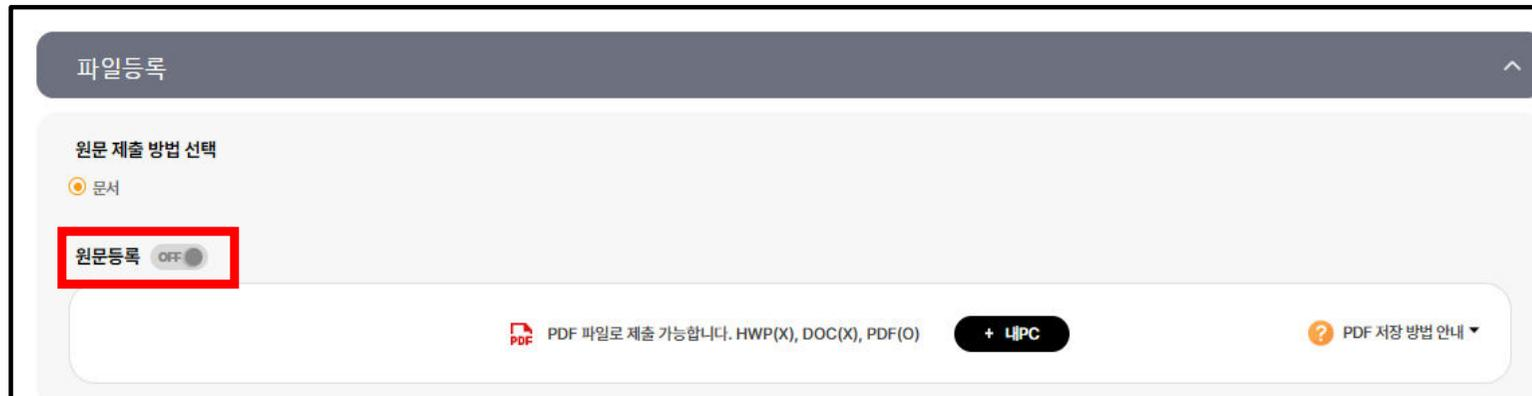 파일등록
원문 제출 방법 선택
문서
원문등록 OFF
PDF PDF 파일로 제출 가능합니다. HWP(X), DOC(X), PDF(O) + 내PC ? PDF 저장 방법 안내